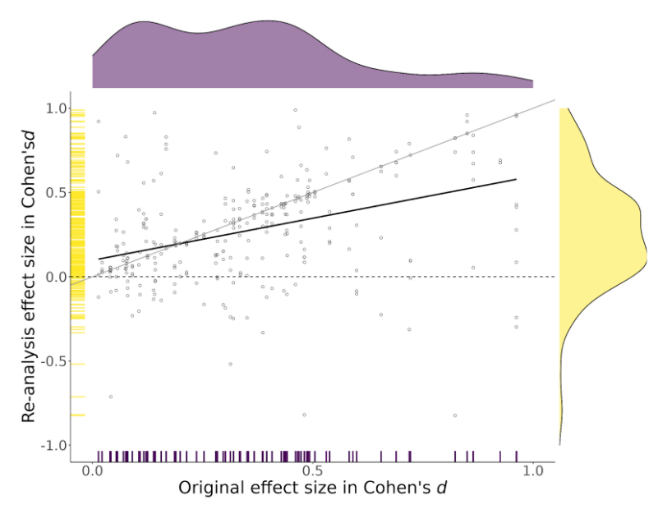 1.0
0.5
0.0
-0.5
-1.0
Re-analysis effect size in Cohen'sd
0.0 0.5 1.0
Original effect size in Cohen's d